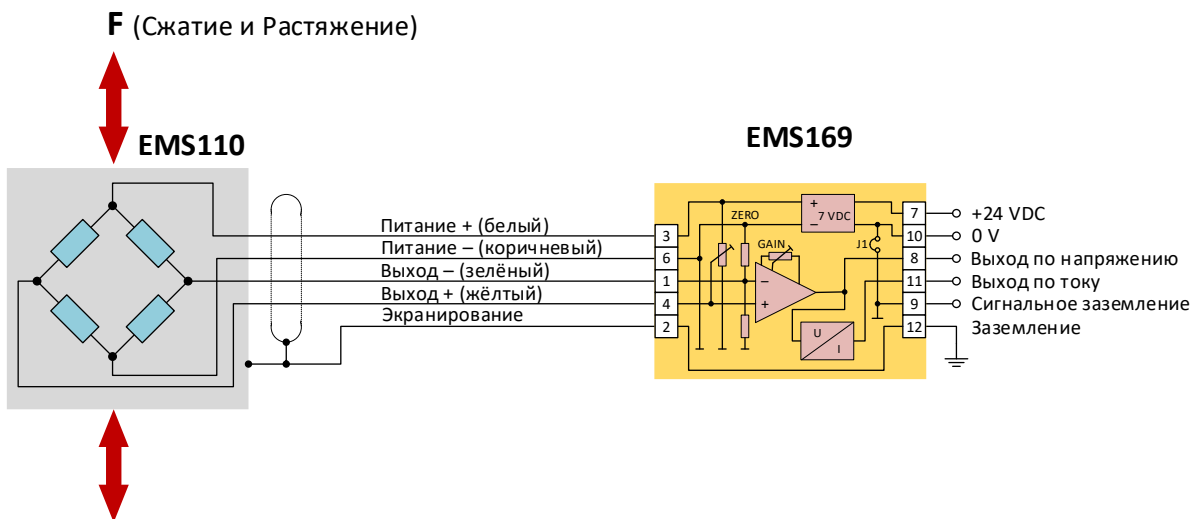 F (Сжатие и Растяжение)
EMS110
EMS169
Питание + (белый)
Питание – (коричневый)
Выход – (зелёный)
Выход + (жёлтый)
Экранирование
3
6
1
4
2
ZERO
GAIN
+
7 VDC
–
J1
–
+
U
I
7
10
8
11
9
12
+24 VDC
0 V
Выход по напряжению
Выход по току
Сигнальное заземление
Заземление